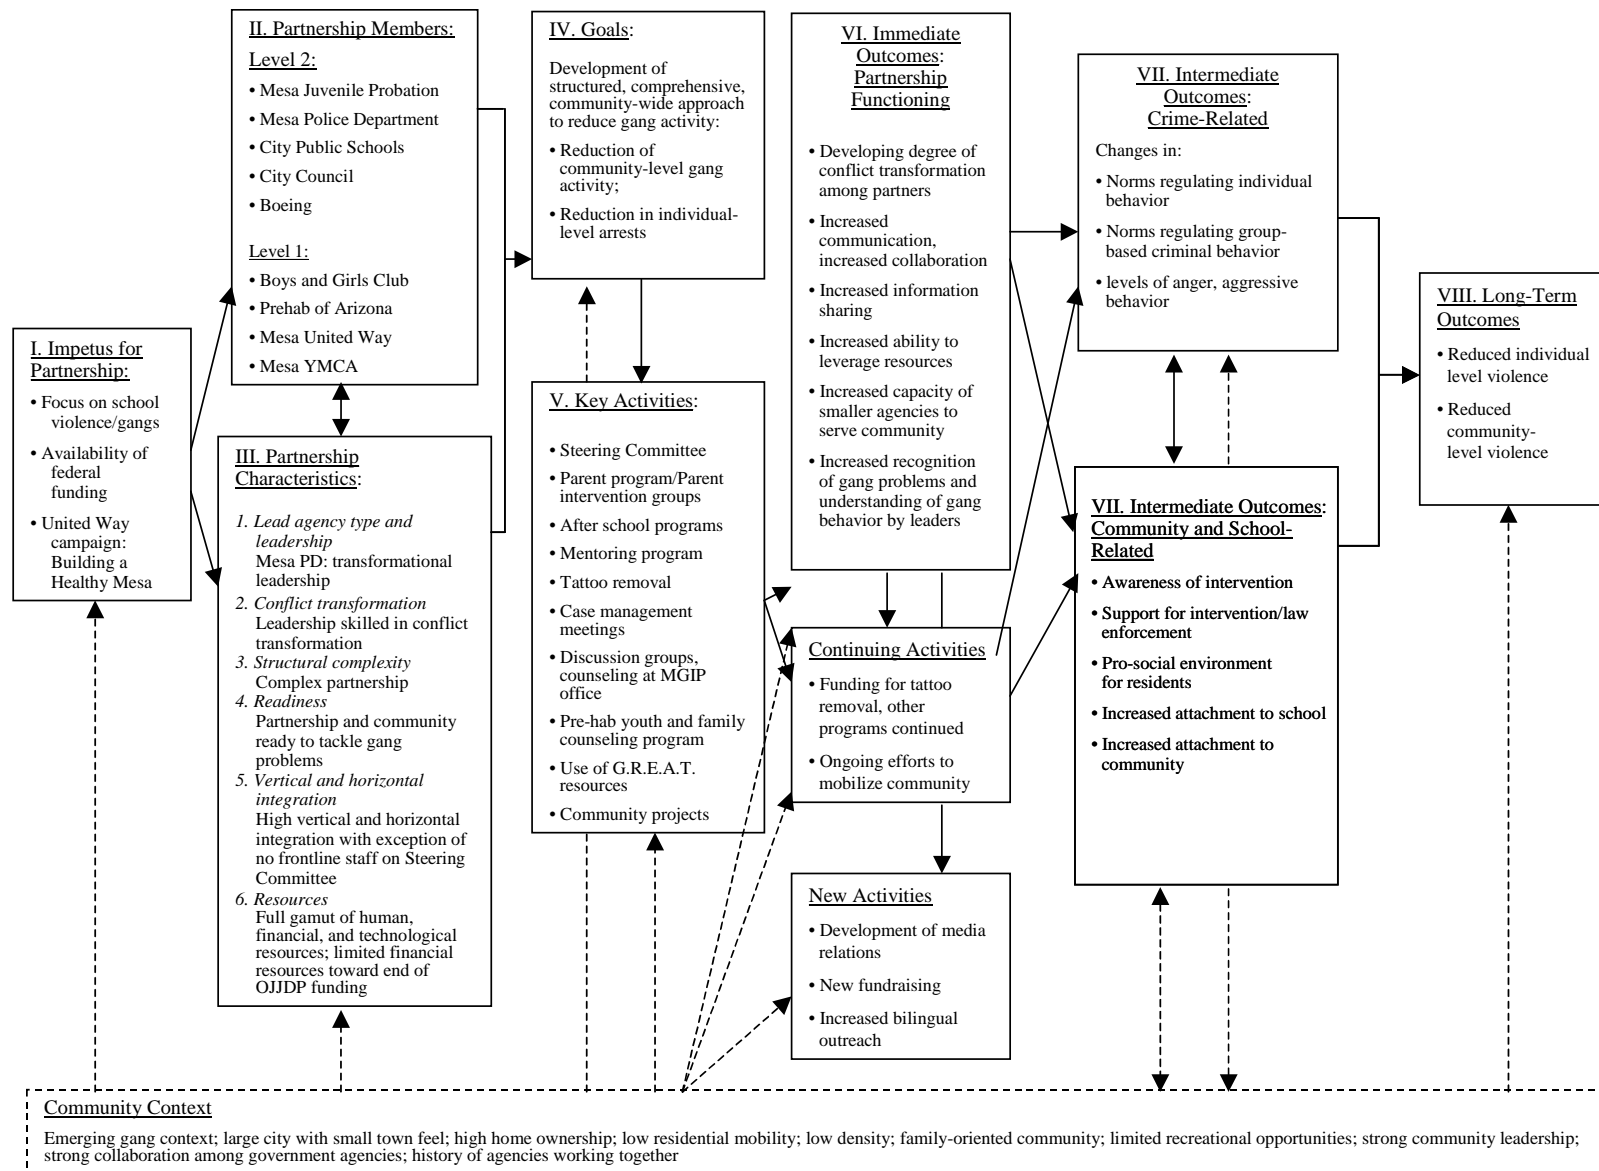 I. Impetus for
Partnership:
• Focus on school
violence/gangs
• Availability of
federal
funding
• United Way
campaign:
Building a
Healthy Mesa
II. Partnership Members:
Level 2:
• Mesa Juvenile Probation
• Mesa Police Department
• City Public Schools
• City Council
• Boeing
Level 1:
• Boys and Girls Club
• Prehab of Arizona
• Mesa United Way
• Mesa YMCA
III. Partnership
Characteristics:
1. Lead agency type and
leadership
Mesa PD: transformational
leadership
2. Conflict transformation
Leadership skilled in conflict
transformation
3. Structural complexity
Complex partnership
4. Readiness
Partnership and community
ready to tackle gang
problems
5. Vertical and horizontal
integration
High vertical and horizontal
integration with exception of
no frontline staff on Steering
Committee
6. Resources
Full gamut of human,
financial, and technological
resources; limited financial
resources toward end of
OJJDP funding
IV. Goals:
Development of
structured, comprehensive,
community-wide approach
to reduce gang activity:
• Reduction of
community-level gang
activity;
• Reduction in individual-
level arrests
V. Key Activities:
• Steering Committee
• Parent program/Parent
intervention groups
• After school programs
• Mentoring program
• Tattoo removal
• Case management
meetings
• Discussion groups,
counseling at MGIP
office
• Pre-hab youth and family
counseling program
• Use of G.R.E.A.T.
resources
• Community projects
VI. Immediate
Outcomes:
Partnership
Functioning
• Developing degree of
conflict transformation
among partners
• Increased
communication,
increased collaboration
• Increased information
sharing
• Increased ability to
leverage resources
• Increased capacity of
smaller agencies to
serve community
• Increased recognition
of gang problems and
understanding of gang
behavior by leaders
Continuing Activities
• Funding for tattoo
removal, other
programs continued
• Ongoing efforts to
mobilize community
New Activities
• Development of media
relations
• New fundraising
• Increased bilingual
outreach
VII. Intermediate
Outcomes:
Crime-Related
Changes in:
• Norms regulating individual
behavior
• Norms regulating group-
based criminal behavior
• levels of anger, aggressive
behavior
VII. Intermediate Outcomes:
Community and School-
Related
• Awareness of intervention
• Support for intervention/law
enforcement
• Pro-social environment
for residents
• Increased attachment to school
• Increased attachment to
community
VIII. Long-Term
Outcomes
• Reduced individual
level violence
• Reduced
community-
level violence
Community Context
Emerging gang context; large city with small town feel; high home ownership; low residential mobility; low density; family-oriented community; limited recreational opportunities; strong community leadership;
strong collaboration among government agencies; history of agencies working together